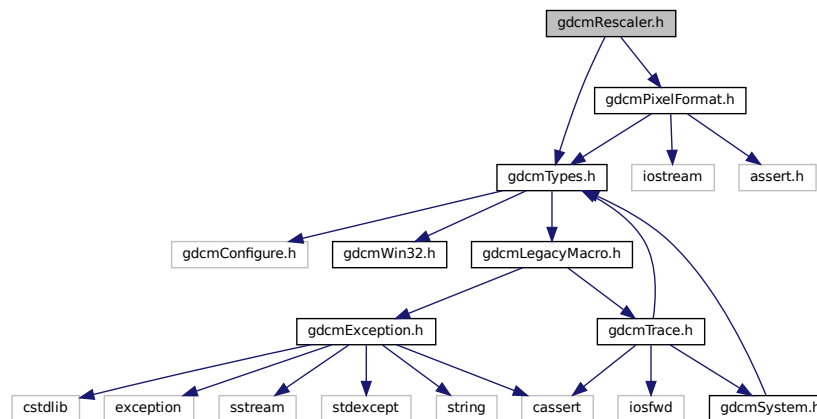 gdcmRescaler.h
gdcmPixelFormat.h
gdcmTypes.h
iostream
assert.h
gdcmConfigure.h
gdcmWin32.h
gdcmLegacyMacro.h
gdcmException.h
gdcmTrace.h
cstdlib
exception
sstream
stdexcept
string
cassert
iosfwd
gdcmSystem.h